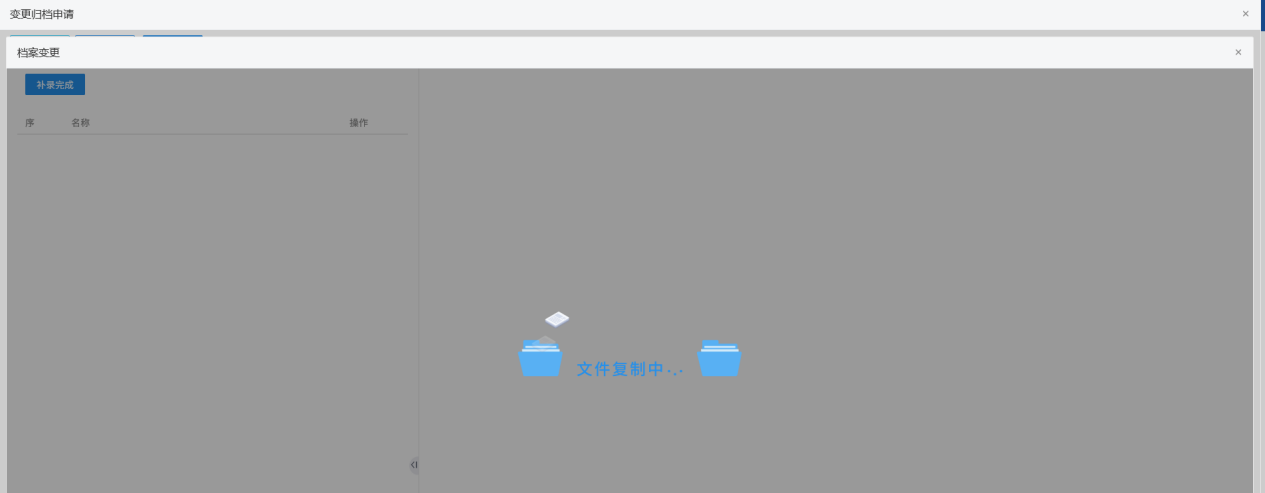 变更归档申请
档案变更
补录完成
序 名称 操作
文件复制中...